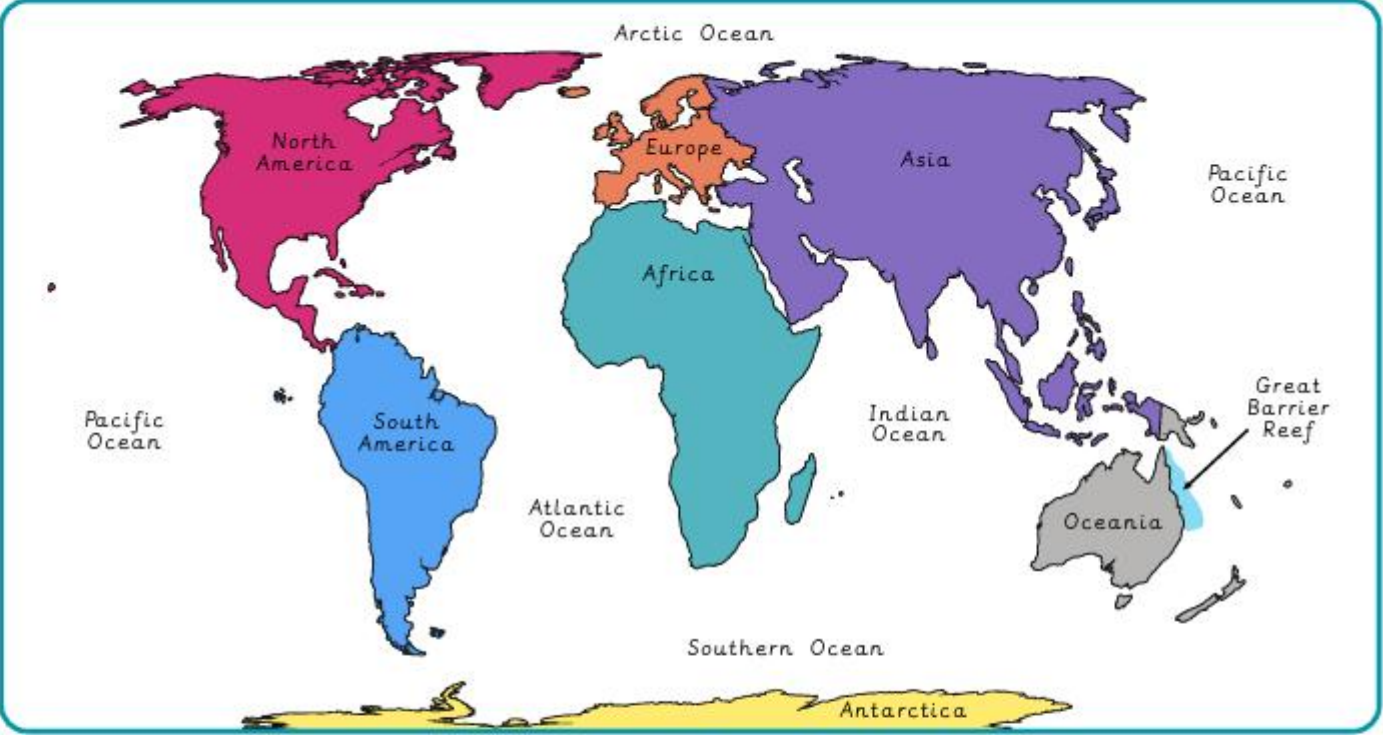 Arctic Ocean
North
America
Europe
Asia
Pacific
Ocean
Africa
Great
Barrier
Reef
Pacific
Ocean
South
America
Indian
Ocean
Atlantic
Ocean
Oceania
Southern Ocean
Antarctica